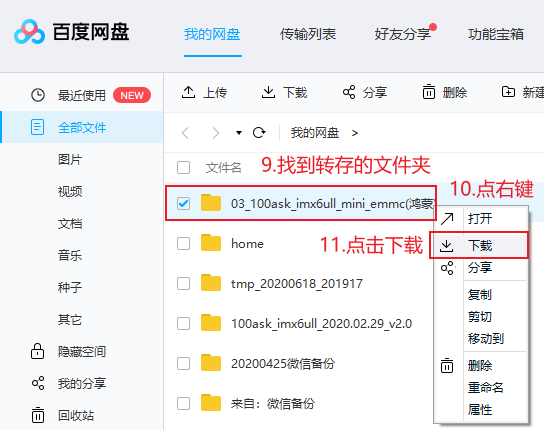 百度网盘
我的网盘 传输列表 好友分享 功能宝箱
最近使用 NEW
全部文件
图片
视频
文档
音乐
种子
其它
隐藏空间
我的分享
回收站
上传 下载 分享 删除 新建
我的网盘 >
文件名
9.找到转存的文件夹
03_100ask_imx6ull_mini_emmc(鸿蒙)
10.点右键
home
11.点击下载
tmp_20200618_201917
100ask_imx6ull_2020.02.29_v2.0
20200425微信备份
来自：微信备份
打开
下载
分享
复制
剪切
移动到
删除
重命名
属性